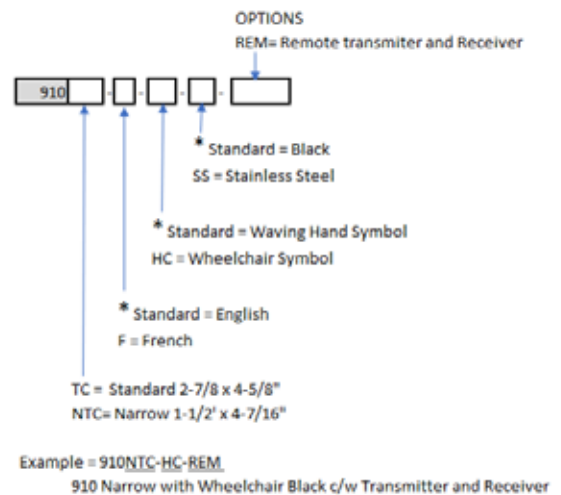 OPTIONS
REM= Remote transmiter and Receiver
910 - - - -
* Standard = Black
SS = Stainless Steel
* Standard = Waving Hand Symbol
HC = Wheelchair Symbol
* Standard = English
F = French
TC = Standard 2-7/8 x 4-5/8"
NTC= Narrow 1-1/2' x 4-7/16"
Example = 910NTC-HC-REM
910 Narrow with Wheelchair Black c/w Transmitter and Receiver